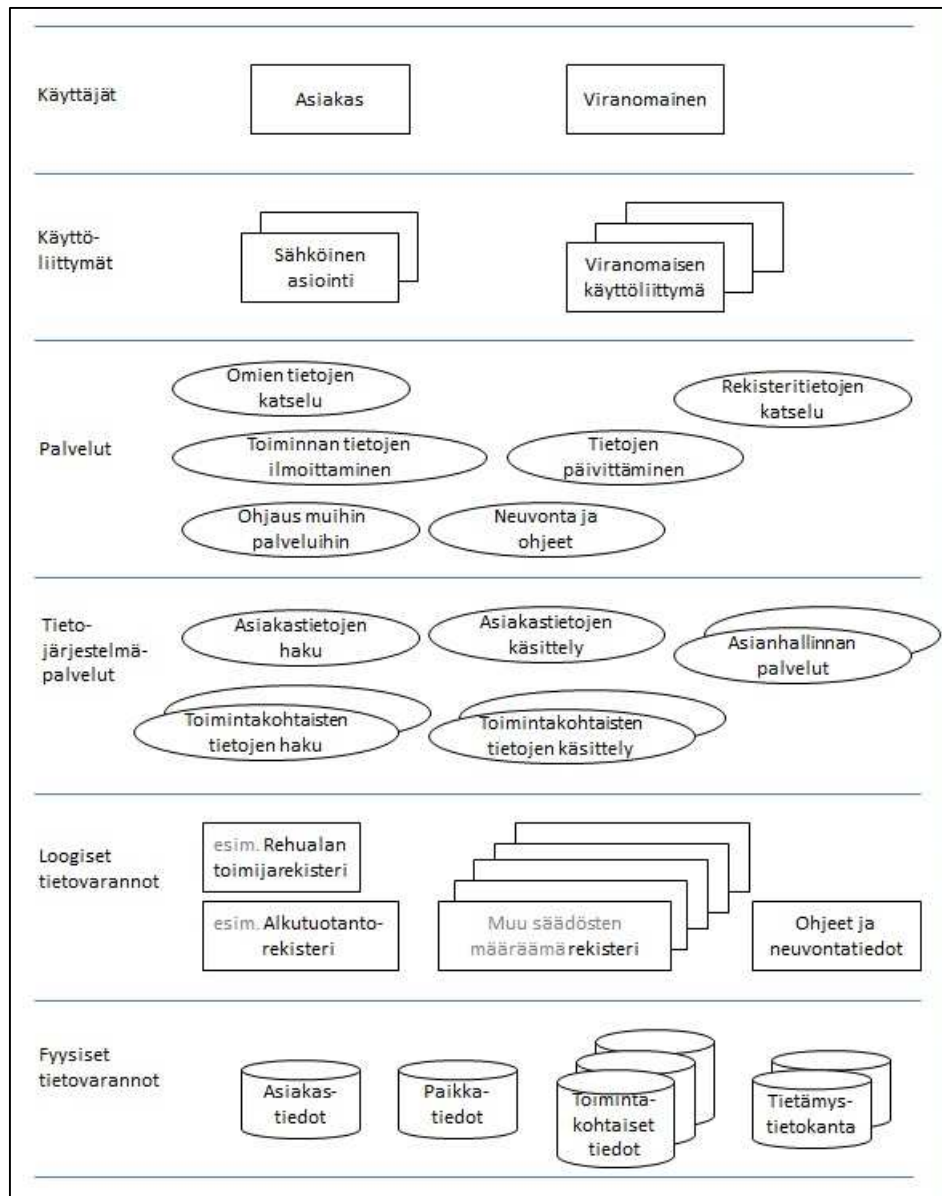 Käyttäjät
Asiakas
Viranomainen
Käyttö-
liittymät
Sähköinen
asiointi
Viranomaisen
käyttöliittymä
Palvelut
Omien tietojen
katselu
Rekisteritietojen
katselu
Toiminnan tietojen
ilmoittaminen
Tietojen
päivittäminen
Ohjaus muihin
palveluihin
Neuvonta ja
ohjeet
Tieto-
järjestelmä-
palvelut
Asiakastietojen
haku
Asiakastietojen
käsittely
Asianhallinnan
palvelut
Toimintakohtaisten
tietojen haku
Toimintakohtaisten
tietojen käsittely
Loogiset
tietovarannot
esim. Rehualan
toimijarekisteri
esim. Alkutuotanto-
rekisteri
Muu säädösten
määräämä rekisteri
Ohjeet ja
neuvontatiedot
Fyysiset
tietovarannot
Asiakas-
tiedot
Paikka-
tiedot
Toiminta-
kohtaiset
tiedot
Tietämys-
tietokanta